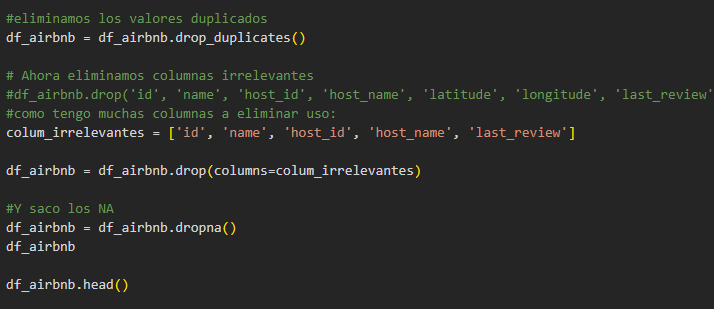 #eliminamos los valores duplicados
df_airbnb = df_airbnb.drop_duplicates()
# Ahora eliminamos columnas irrelevantes
#df_airbnb.drop('id', 'name', 'host_id', 'host_name', 'latitude', 'longitude', 'last_review'
#como tengo muchas columnas a eliminar uso:
colum_irrelevantes = ['id', 'name', 'host_id', 'host_name', 'last_review']
df_airbnb = df_airbnb.drop(columns=colum_irrelevantes)
#Y saco los NA
df_airbnb = df_airbnb.dropna()
df_airbnb
df_airbnb.head()